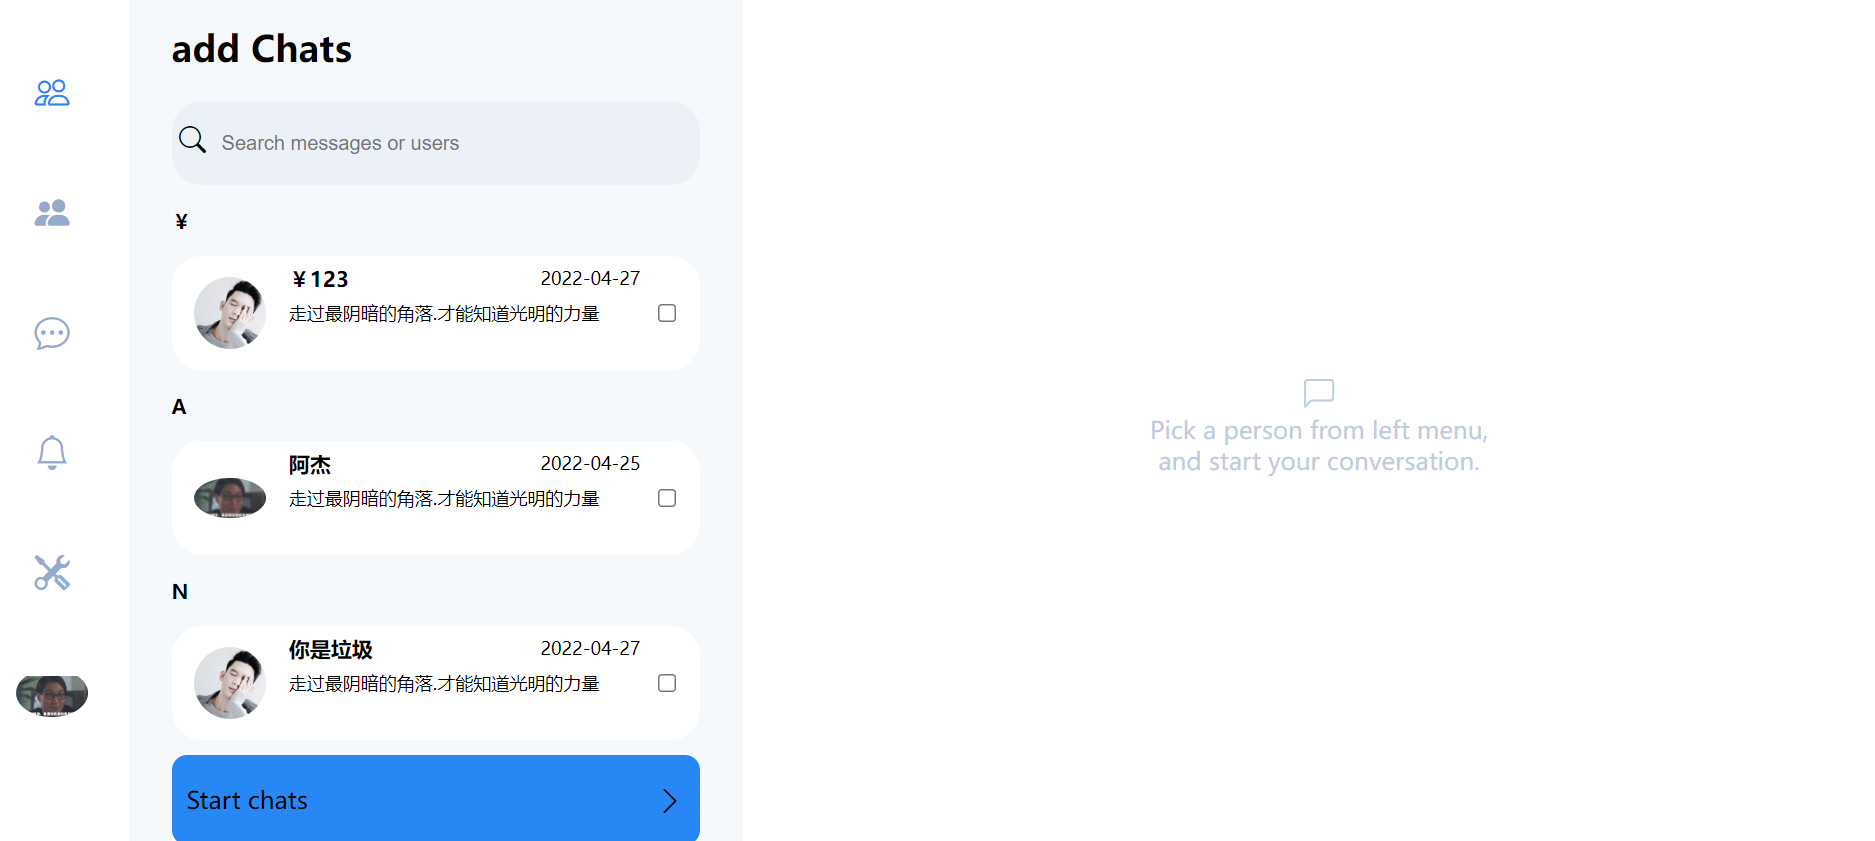 add Chats
Search messages or users
¥
¥123
2022-04-27
走过最阴暗的角落.才能知道光明的力量
A
阿杰
2022-04-25
走过最阴暗的角落.才能知道光明的力量
N
你是垃圾
2022-04-27
走过最阴暗的角落.才能知道光明的力量
Start chats
Pick a person from left menu,
and start your conversation.